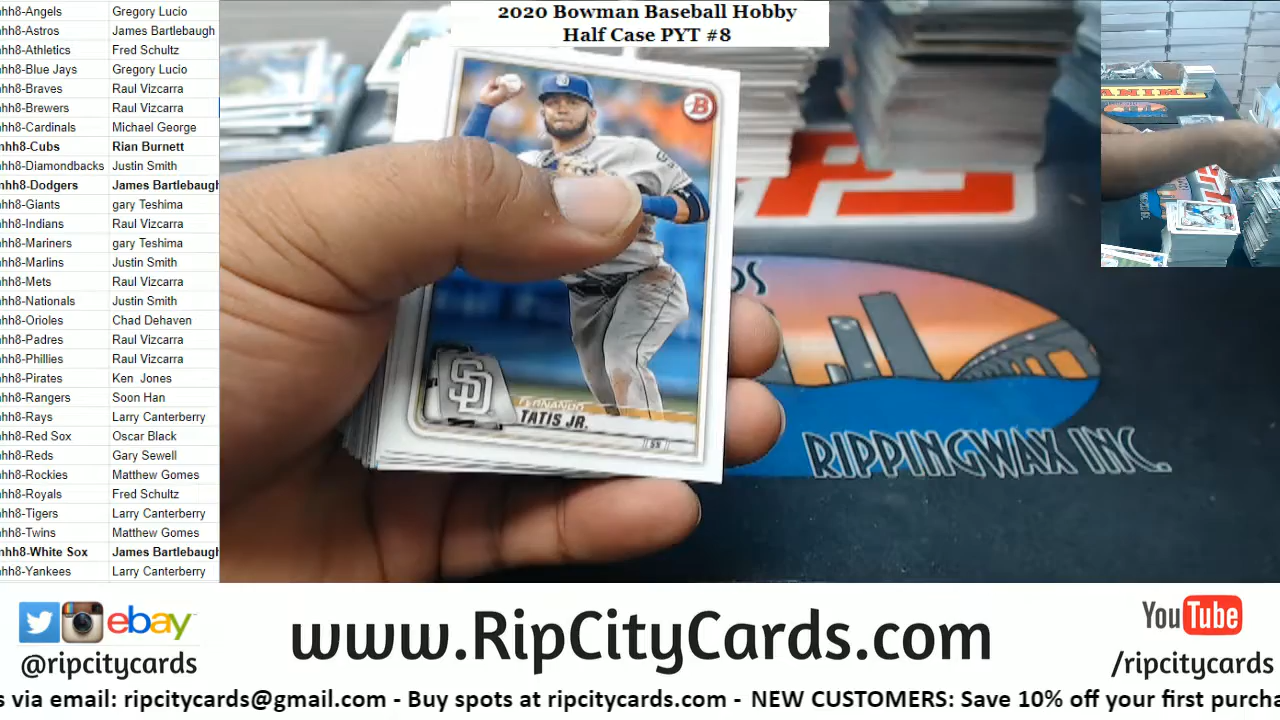 2020 Bowman Baseball Hobby
Half Case PYT #8
hh8-Angels Gregory Lucio
hh8-Astros James Bartlebaugh
hh8-Athletics Fred Schultz
hh8-Blue Jays Gregory Lucio
hh8-Braves Raul Vizcarra
hh8-Brewers Raul Vizcarra
hh8-Cardinals Michael George
hh8-Cubs Rian Burnett
hh8-Diamondbacks Justin Smith
hh8-Dodgers James Bartlebaugh
hh8-Giants gary Teshima
hh8-Indians Raul Vizcarra
hh8-Mariners gary Teshima
hh8-Marlins Justin Smith
hh8-Mets Raul Vizcarra
hh8-Nationals Justin Smith
hh8-Orioles Chad Dehaven
hh8-Padres Raul Vizcarra
hh8-Phillies Raul Vizcarra
hh8-Pirates Ken Jones
hh8-Rangers Soon Han
hh8-Rays Larry Canterberry
hh8-Red Sox Oscar Black
hh8-Reds Gary Sewell
hh8-Rockies Matthew Gomes
hh8-Royals Fred Schultz
hh8-Tigers Larry Canterberry
hh8-Twins Matthew Gomes
hh8-White Sox James Bartlebaugh
hh8-Yankees Larry Canterberry
B
PANINI
SD
FERNANDO
TATIS JR.
SS
RIPPINGWAX INC.
ebay
@ripcitycards
www.RipCityCards.com
YouTube
/ripcitycards
s via email: ripcitycards@gmail.com - Buy spots at ripcitycards.com - NEW CUSTOMERS: Save 10% off your first purcha